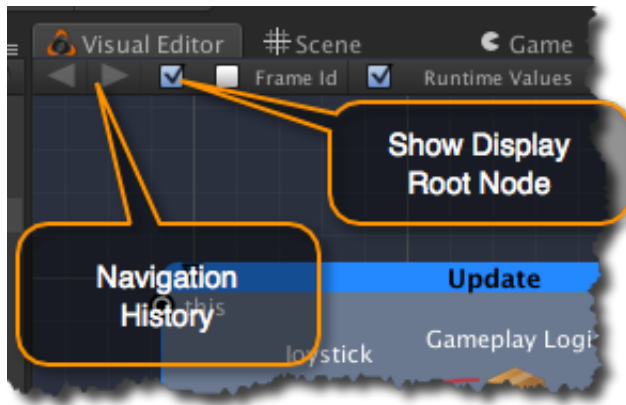 Visual Editor
Scene
Game
Frame Id
Runtime Values
Show Display
Root Node
Navigation
History
Update
this
Joystick
Gameplay Logi